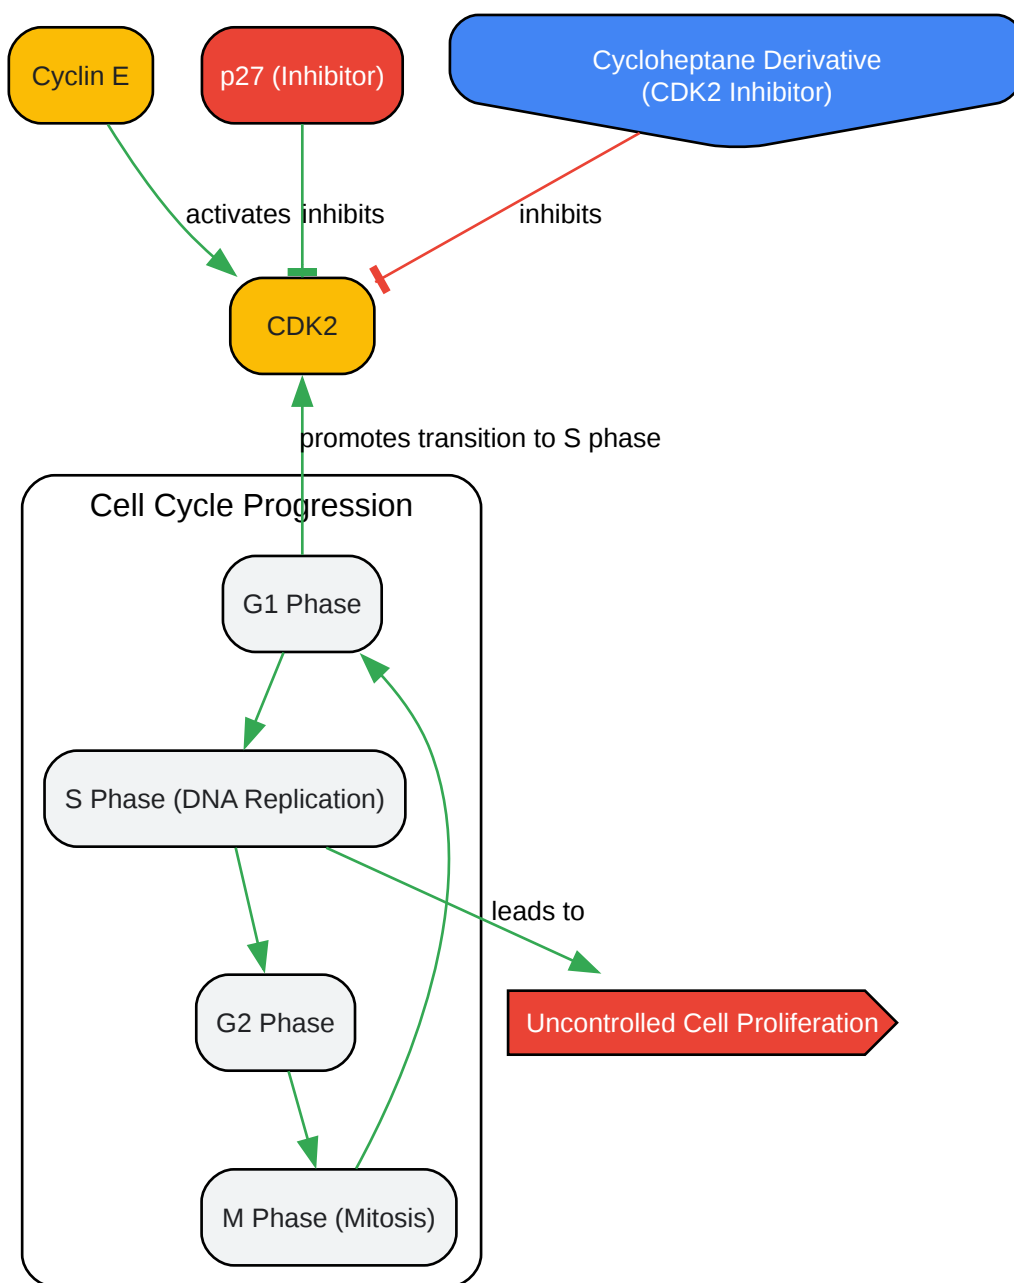 Cyclin E
p27 (Inhibitor)
Cycloheptane Derivative
(CDK2 Inhibitor)
activates
inhibits
inhibits
CDK2
promotes transition to S phase
Cell Cycle Progression
G1 Phase
S Phase (DNA Replication)
leads to
G2 Phase
Uncontrolled Cell Proliferation
M Phase (Mitosis)